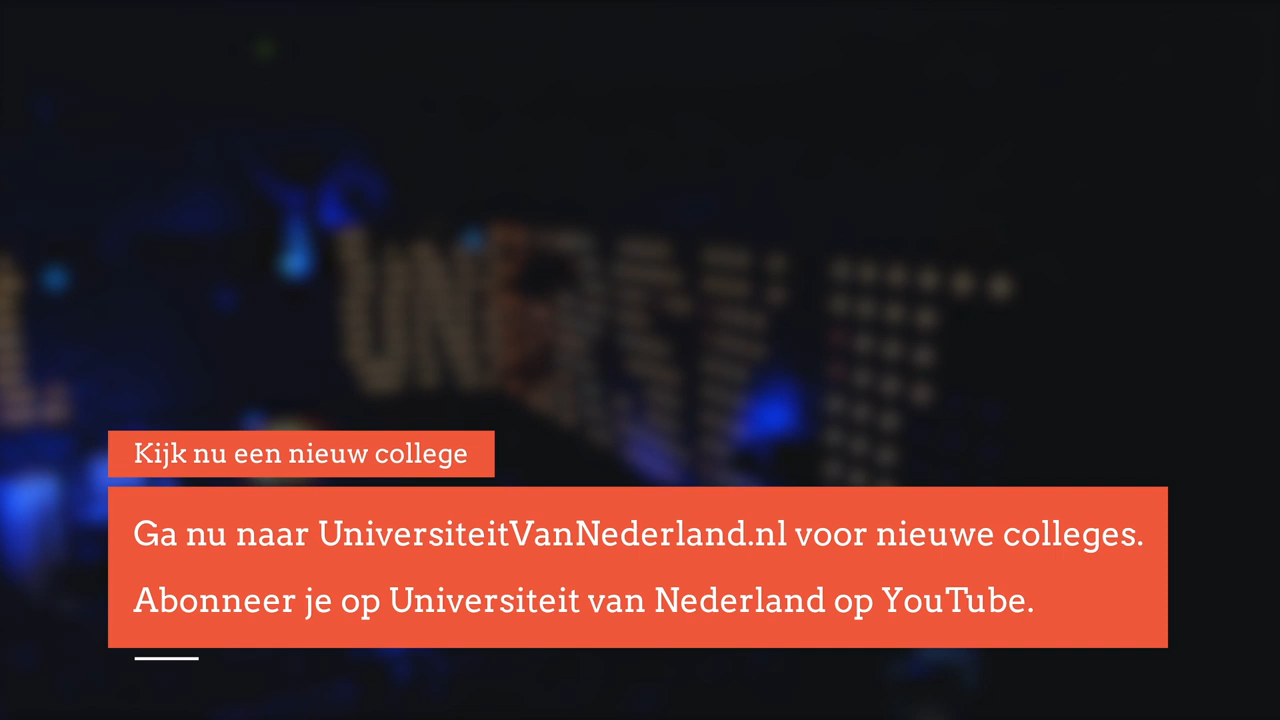 Kijk nu een nieuw college
Ga nu naar UniversiteitVanNederland.nl voor nieuwe colleges.
Abonneer je op Universiteit van Nederland op YouTube.